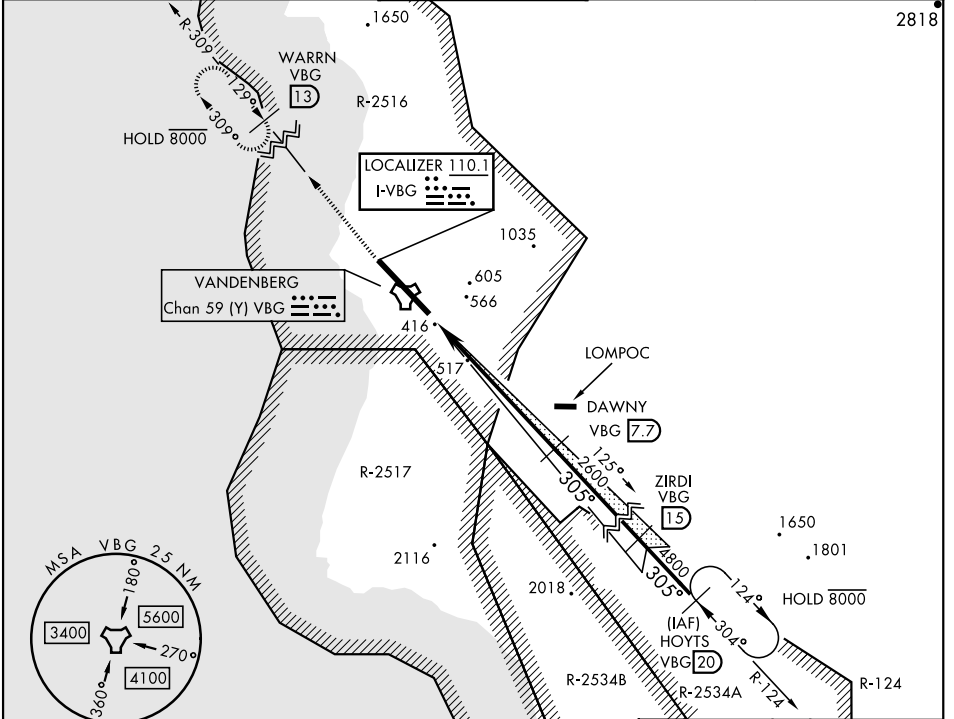 1650
2818
R-309
WARRN
VBG
13
129°
309°
HOLD 8000
R-2516
LOCALIZER 110.1
I-VBG
1035
VANDENBERG
Chan 59 (Y) VBG
605
566
416
517
LOMPOC
DAWNY
VBG 7.7
125°
2600
305°
ZIRDI
VBG
15
R-2517
1650
1801
2116
4800
305°
124°
HOLD 8000
304°
2018
(IAF)
HOYTS
VBG 20
R-124
R-124
R-2534B
R-2534A
MSA VBG 25 NM
180°
5600
3400
270°
4100
360°